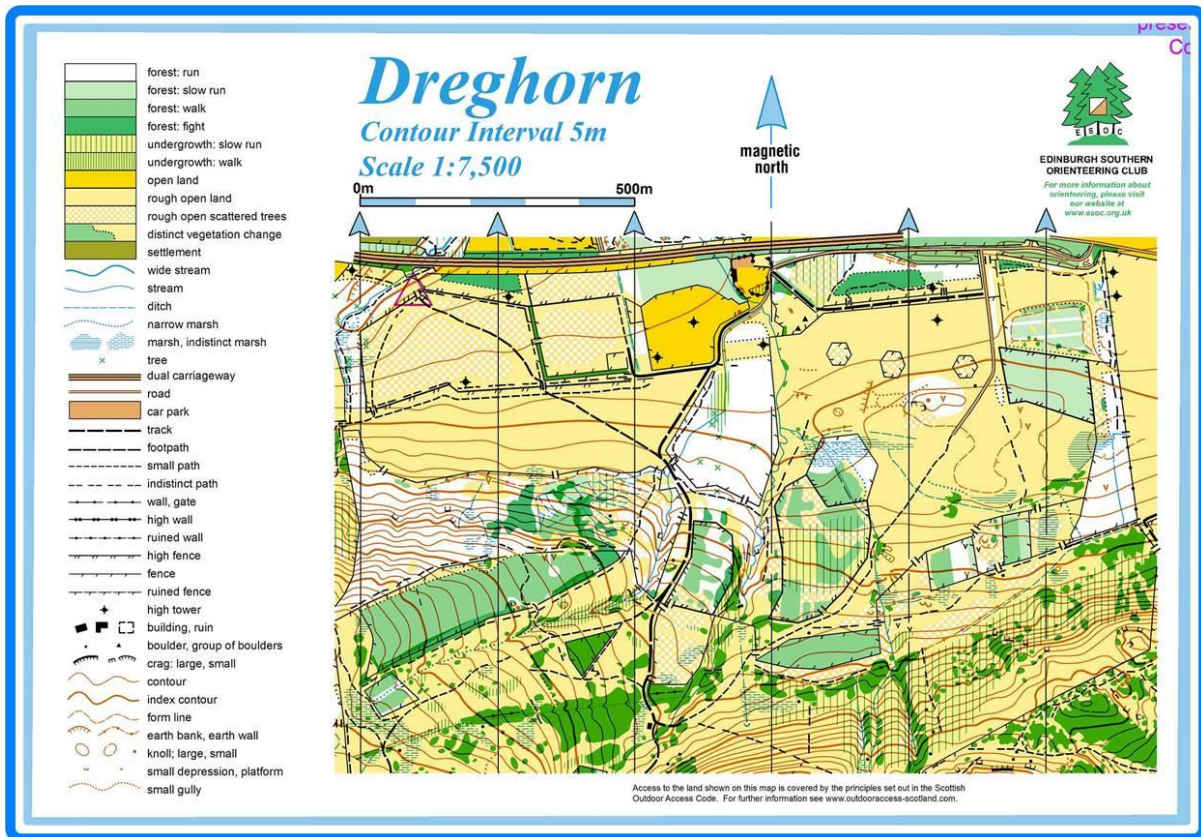 Dreghorn
Contour Interval 5m
Scale 1:7,500
0m
500m
magnetic
north
E S O C
EDINBURGH SOUTHERN
ORIENTEERING CLUB
For more information about
orienteering, please visit
our website at
www.esoc.org.uk
forest: run
forest: slow run
forest: walk
forest: fight
undergrowth: slow run
undergrowth: walk
open land
rough open land
rough open scattered trees
distinct vegetation change
settlement
wide stream
stream
ditch
narrow marsh
marsh, indistinct marsh
tree
dual carriageway
road
car park
track
footpath
small path
indistinct path
wall, gate
high wall
ruined wall
high fence
fence
ruined fence
high tower
building, ruin
boulder, group of boulders
crag: large, small
contour
index contour
form line
earth bank, earth wall
knoll; large, small
small depression, platform
small gully
Access to the land shown on this map is covered by the principles set out in the Scottish
Outdoor Access Code. For further information see www.outdooraccess-scotland.com.